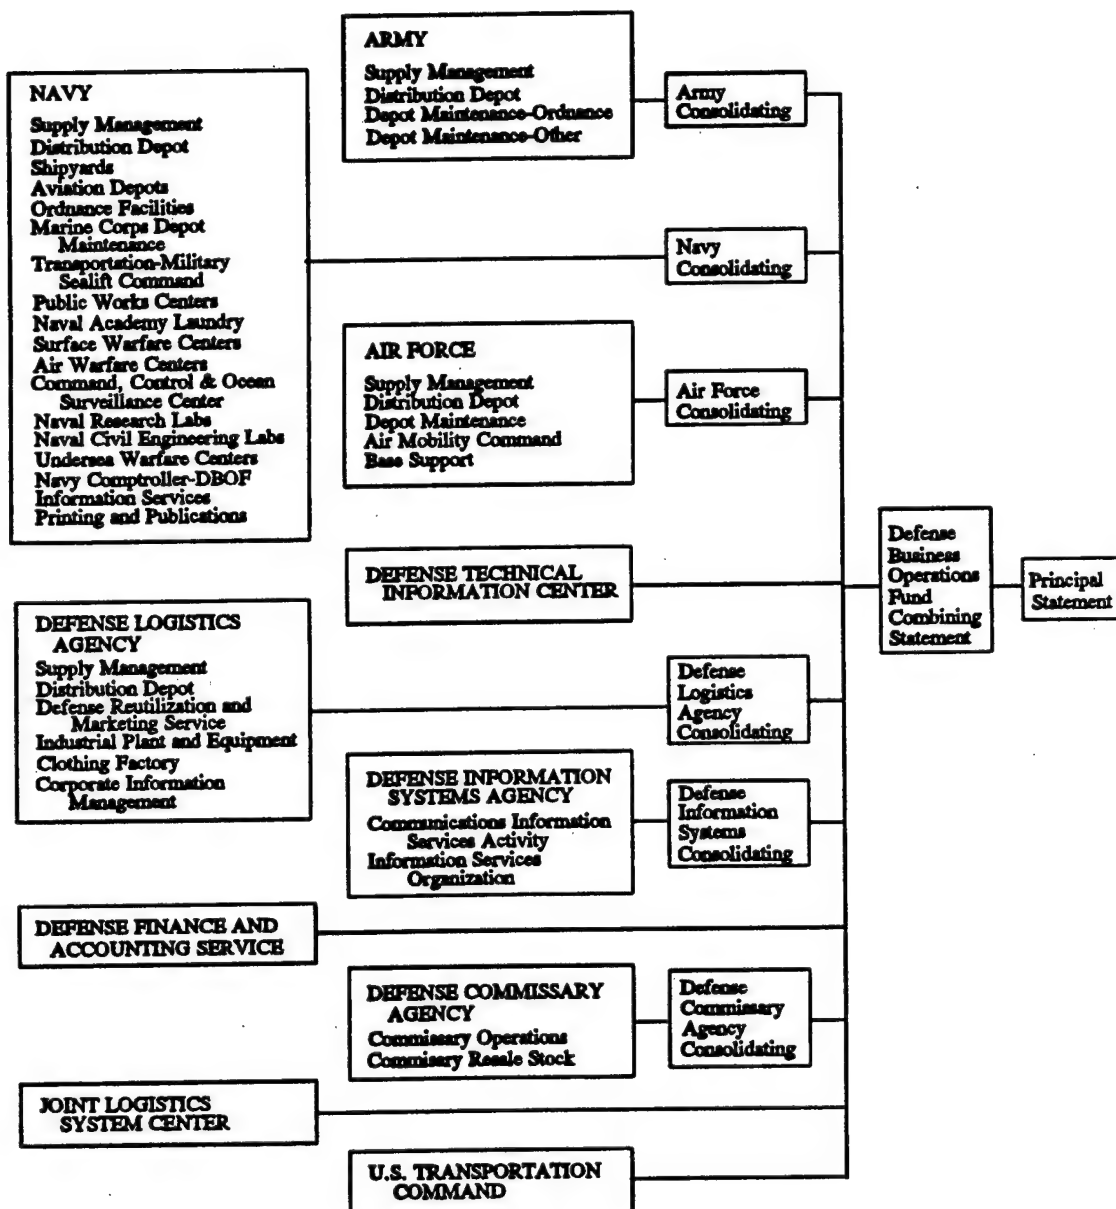 ARMY
Supply Management
Distribution Depot
Depot Maintenance-Ordnance
Depot Maintenance-Other
Army
Consolidating
NAVY
Supply Management
Distribution Depot
Shipyards
Aviation Depots
Ordnance Facilities
Marine Corps Depot
Maintenance
Transportation-Military
Sealift Command
Public Works Centers
Naval Academy Laundry
Surface Warfare Centers
Air Warfare Centers
Command, Control & Ocean
Surveillance Center
Naval Research Labs
Naval Civil Engineering Labs
Undersea Warfare Centers
Navy Comptroller-DBOF
Information Services
Printing and Publications
Navy
Consolidating
AIR FORCE
Supply Management
Distribution Depot
Depot Maintenance
Air Mobility Command
Base Support
Air Force
Consolidating
DEFENSE TECHNICAL
INFORMATION CENTER
Defense
Business
Operations
Fund
Combining
Statement
Principal
Statement
DEFENSE LOGISTICS
AGENCY
Supply Management
Distribution Depot
Defense Reutilization and
Marketing Service
Industrial Plant and Equipment
Clothing Factory
Corporate Information
Management
Defense
Logistics
Agency
Consolidating
DEFENSE INFORMATION
SYSTEMS AGENCY
Communications Information
Services Activity
Information Services
Organization
Defense
Information
Systems
Consolidating
DEFENSE FINANCE AND
ACCOUNTING SERVICE
DEFENSE COMMISSARY
AGENCY
Commissary Operations
Commisary Resale Stock
Defense
Commissary
Agency
Consolidating
JOINT LOGISTICS
SYSTEM CENTER
U.S. TRANSPORTATION
COMMAND